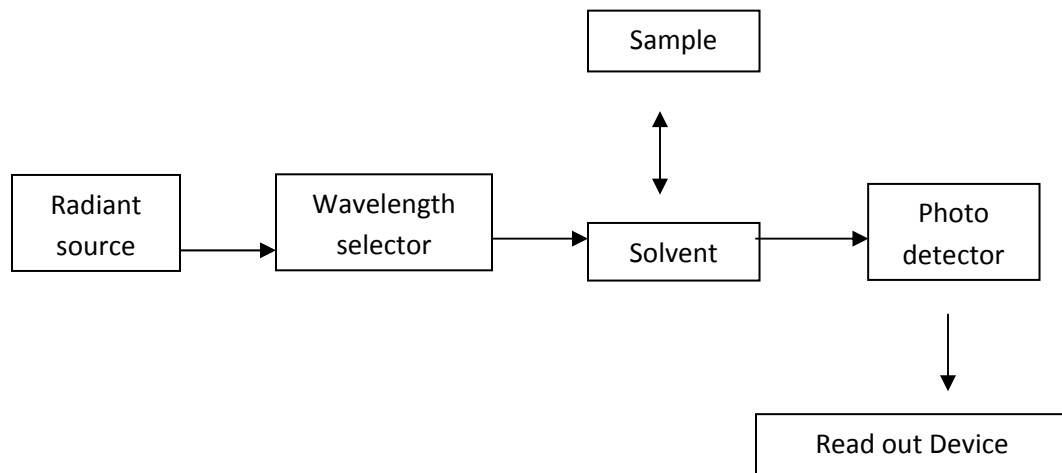 Sample
Radiant
source
Wavelength
selector
Solvent
Photo
detector
Read out Device